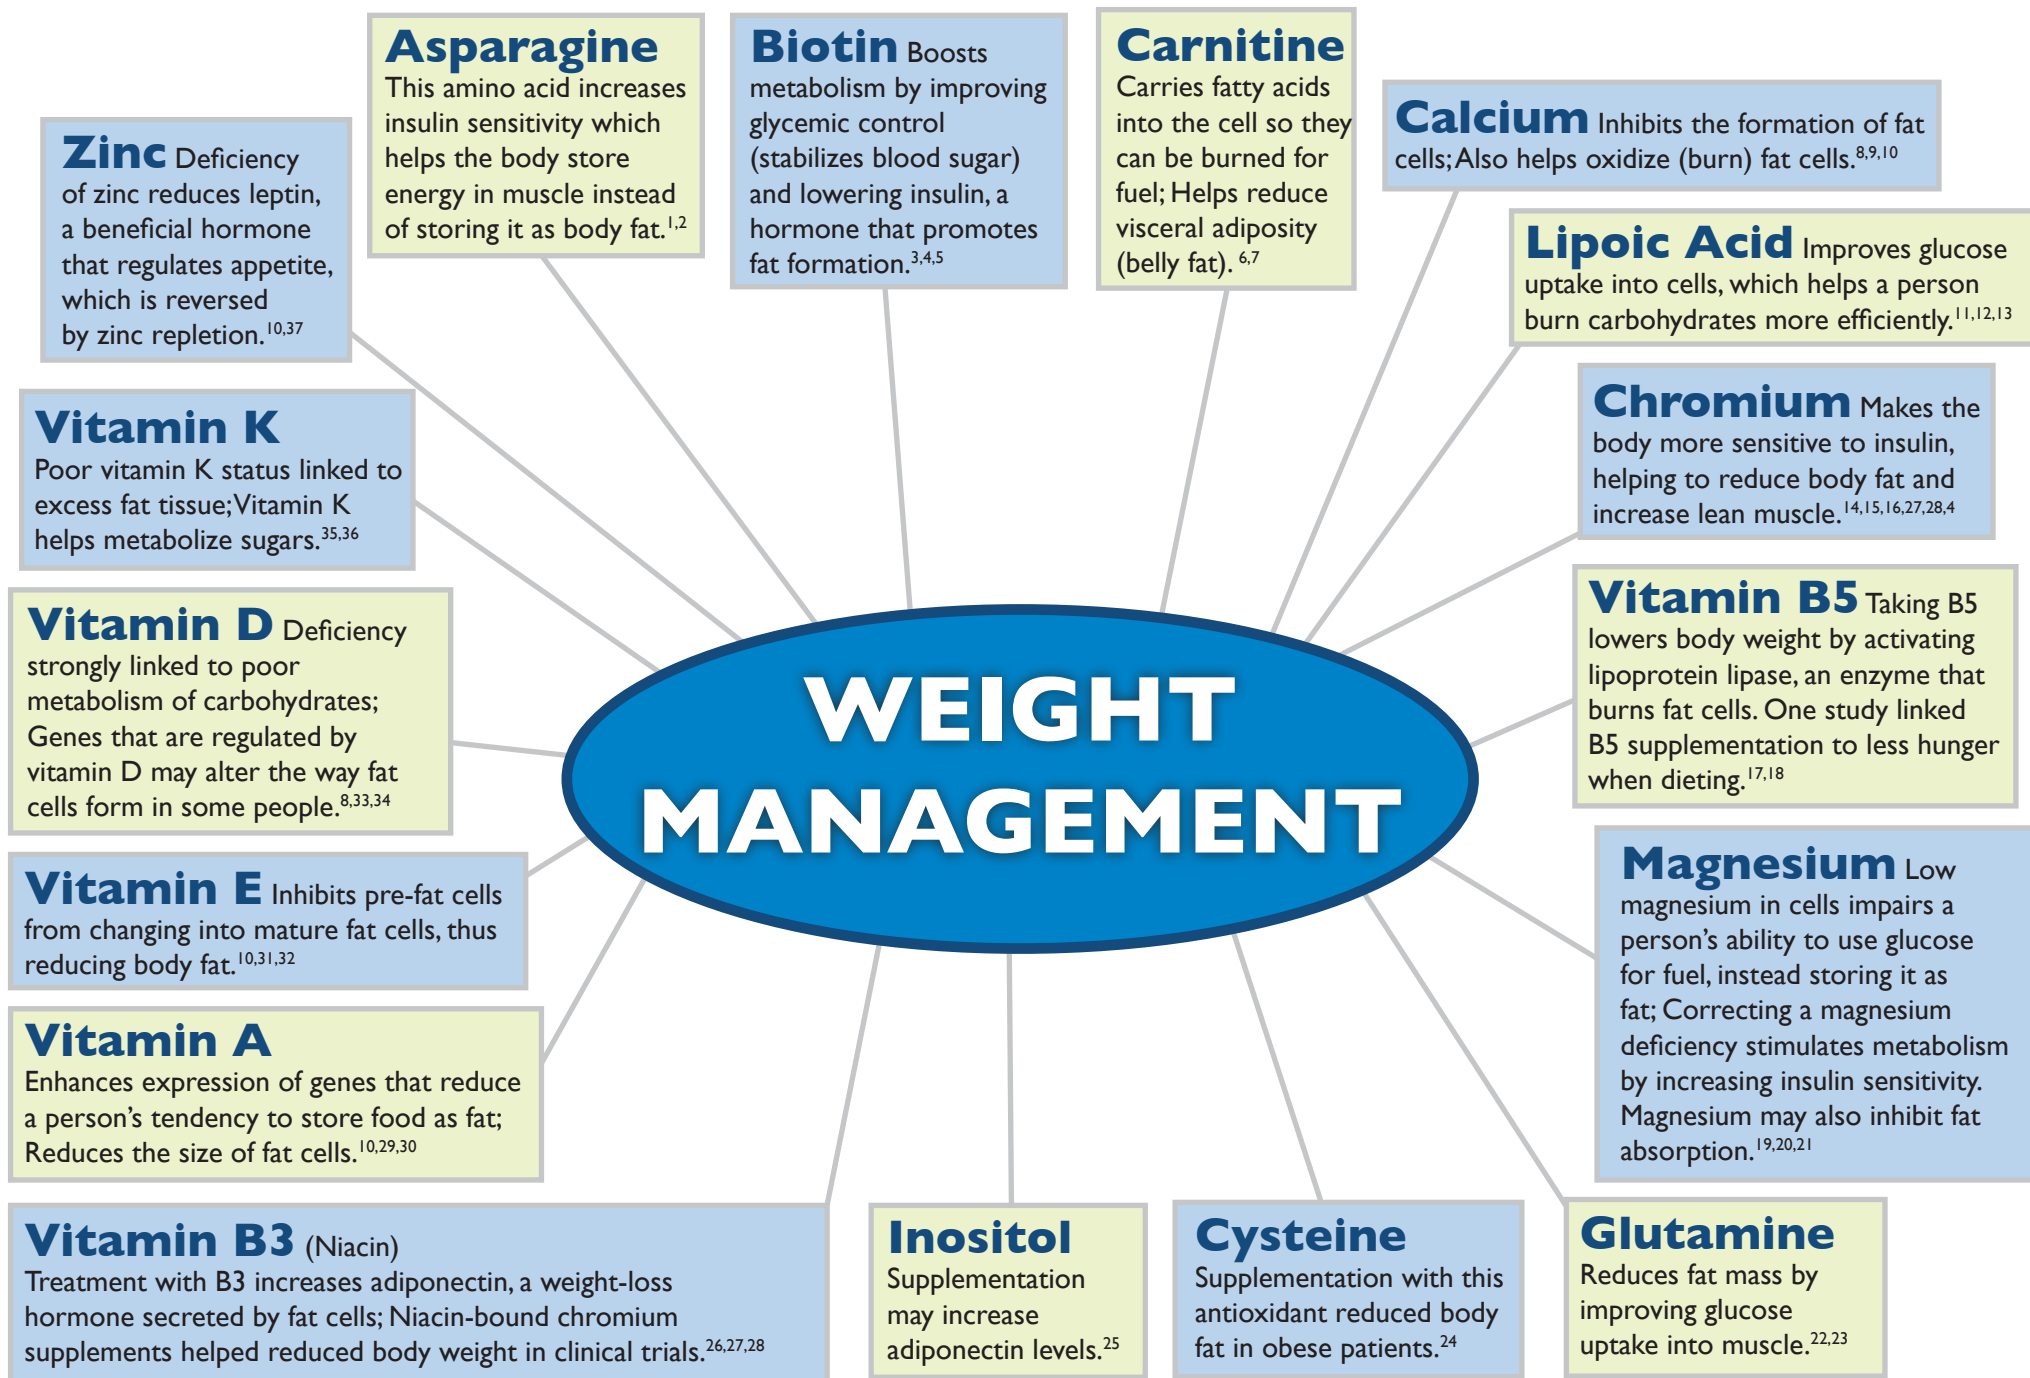 Asparagine
This amino acid increases
insulin sensitivity which
helps the body store
energy in muscle instead
of storing it as body fat.1,2
Biotin Boosts
metabolism by improving
glycemic control
(stabilizes blood sugar)
and lowering insulin, a
hormone that promotes
fat formation.3,4,5
Carnitine
Carries fatty acids
into the cell so they
can be burned for
fuel; Helps reduce
visceral adiposity
(belly fat). 6,7
Calcium Inhibits the formation of fat
cells; Also helps oxidize (burn) fat cells.8,9,10
Lipoic Acid Improves glucose
uptake into cells, which helps a person
burn carbohydrates more efficiently.11,12,13
Chromium Makes the
body more sensitive to insulin,
helping to reduce body fat and
increase lean muscle.14,15,16,27,28,4
Vitamin B5 Taking B5
lowers body weight by activating
lipoprotein lipase, an enzyme that
burns fat cells. One study linked
B5 supplementation to less hunger
when dieting.17,18
Magnesium Low
magnesium in cells impairs a
person’s ability to use glucose
for fuel, instead storing it as
fat; Correcting a magnesium
deficiency stimulates metabolism
by increasing insulin sensitivity.
Magnesium may also inhibit fat
absorption.19,20,21
Glutamine
Reduces fat mass by
improving glucose
uptake into muscle.22,23
Cysteine
Supplementation with this
antioxidant reduced body
fat in obese patients.24
Inositol
Supplementation
may increase
adiponectin levels.25
Vitamin B3 (Niacin)
Treatment with B3 increases adiponectin, a weight-loss
hormone secreted by fat cells; Niacin-bound chromium
supplements helped reduced body weight in clinical trials.26,27,28
Vitamin A
Enhances expression of genes that reduce
a person’s tendency to store food as fat;
Reduces the size of fat cells.10,29,30
Vitamin E Inhibits pre-fat cells
from changing into mature fat cells, thus
reducing body fat.10,31,32
Vitamin D Deficiency
strongly linked to poor
metabolism of carbohydrates;
Genes that are regulated by
vitamin D may alter the way fat
cells form in some people.8,33,34
Vitamin K
Poor vitamin K status linked to
excess fat tissue; Vitamin K
helps metabolize sugars.35,36
Zinc Deficiency
of zinc reduces leptin,
a beneficial hormone
that regulates appetite,
which is reversed
by zinc repletion.10,37
WEIGHT
MANAGEMENT